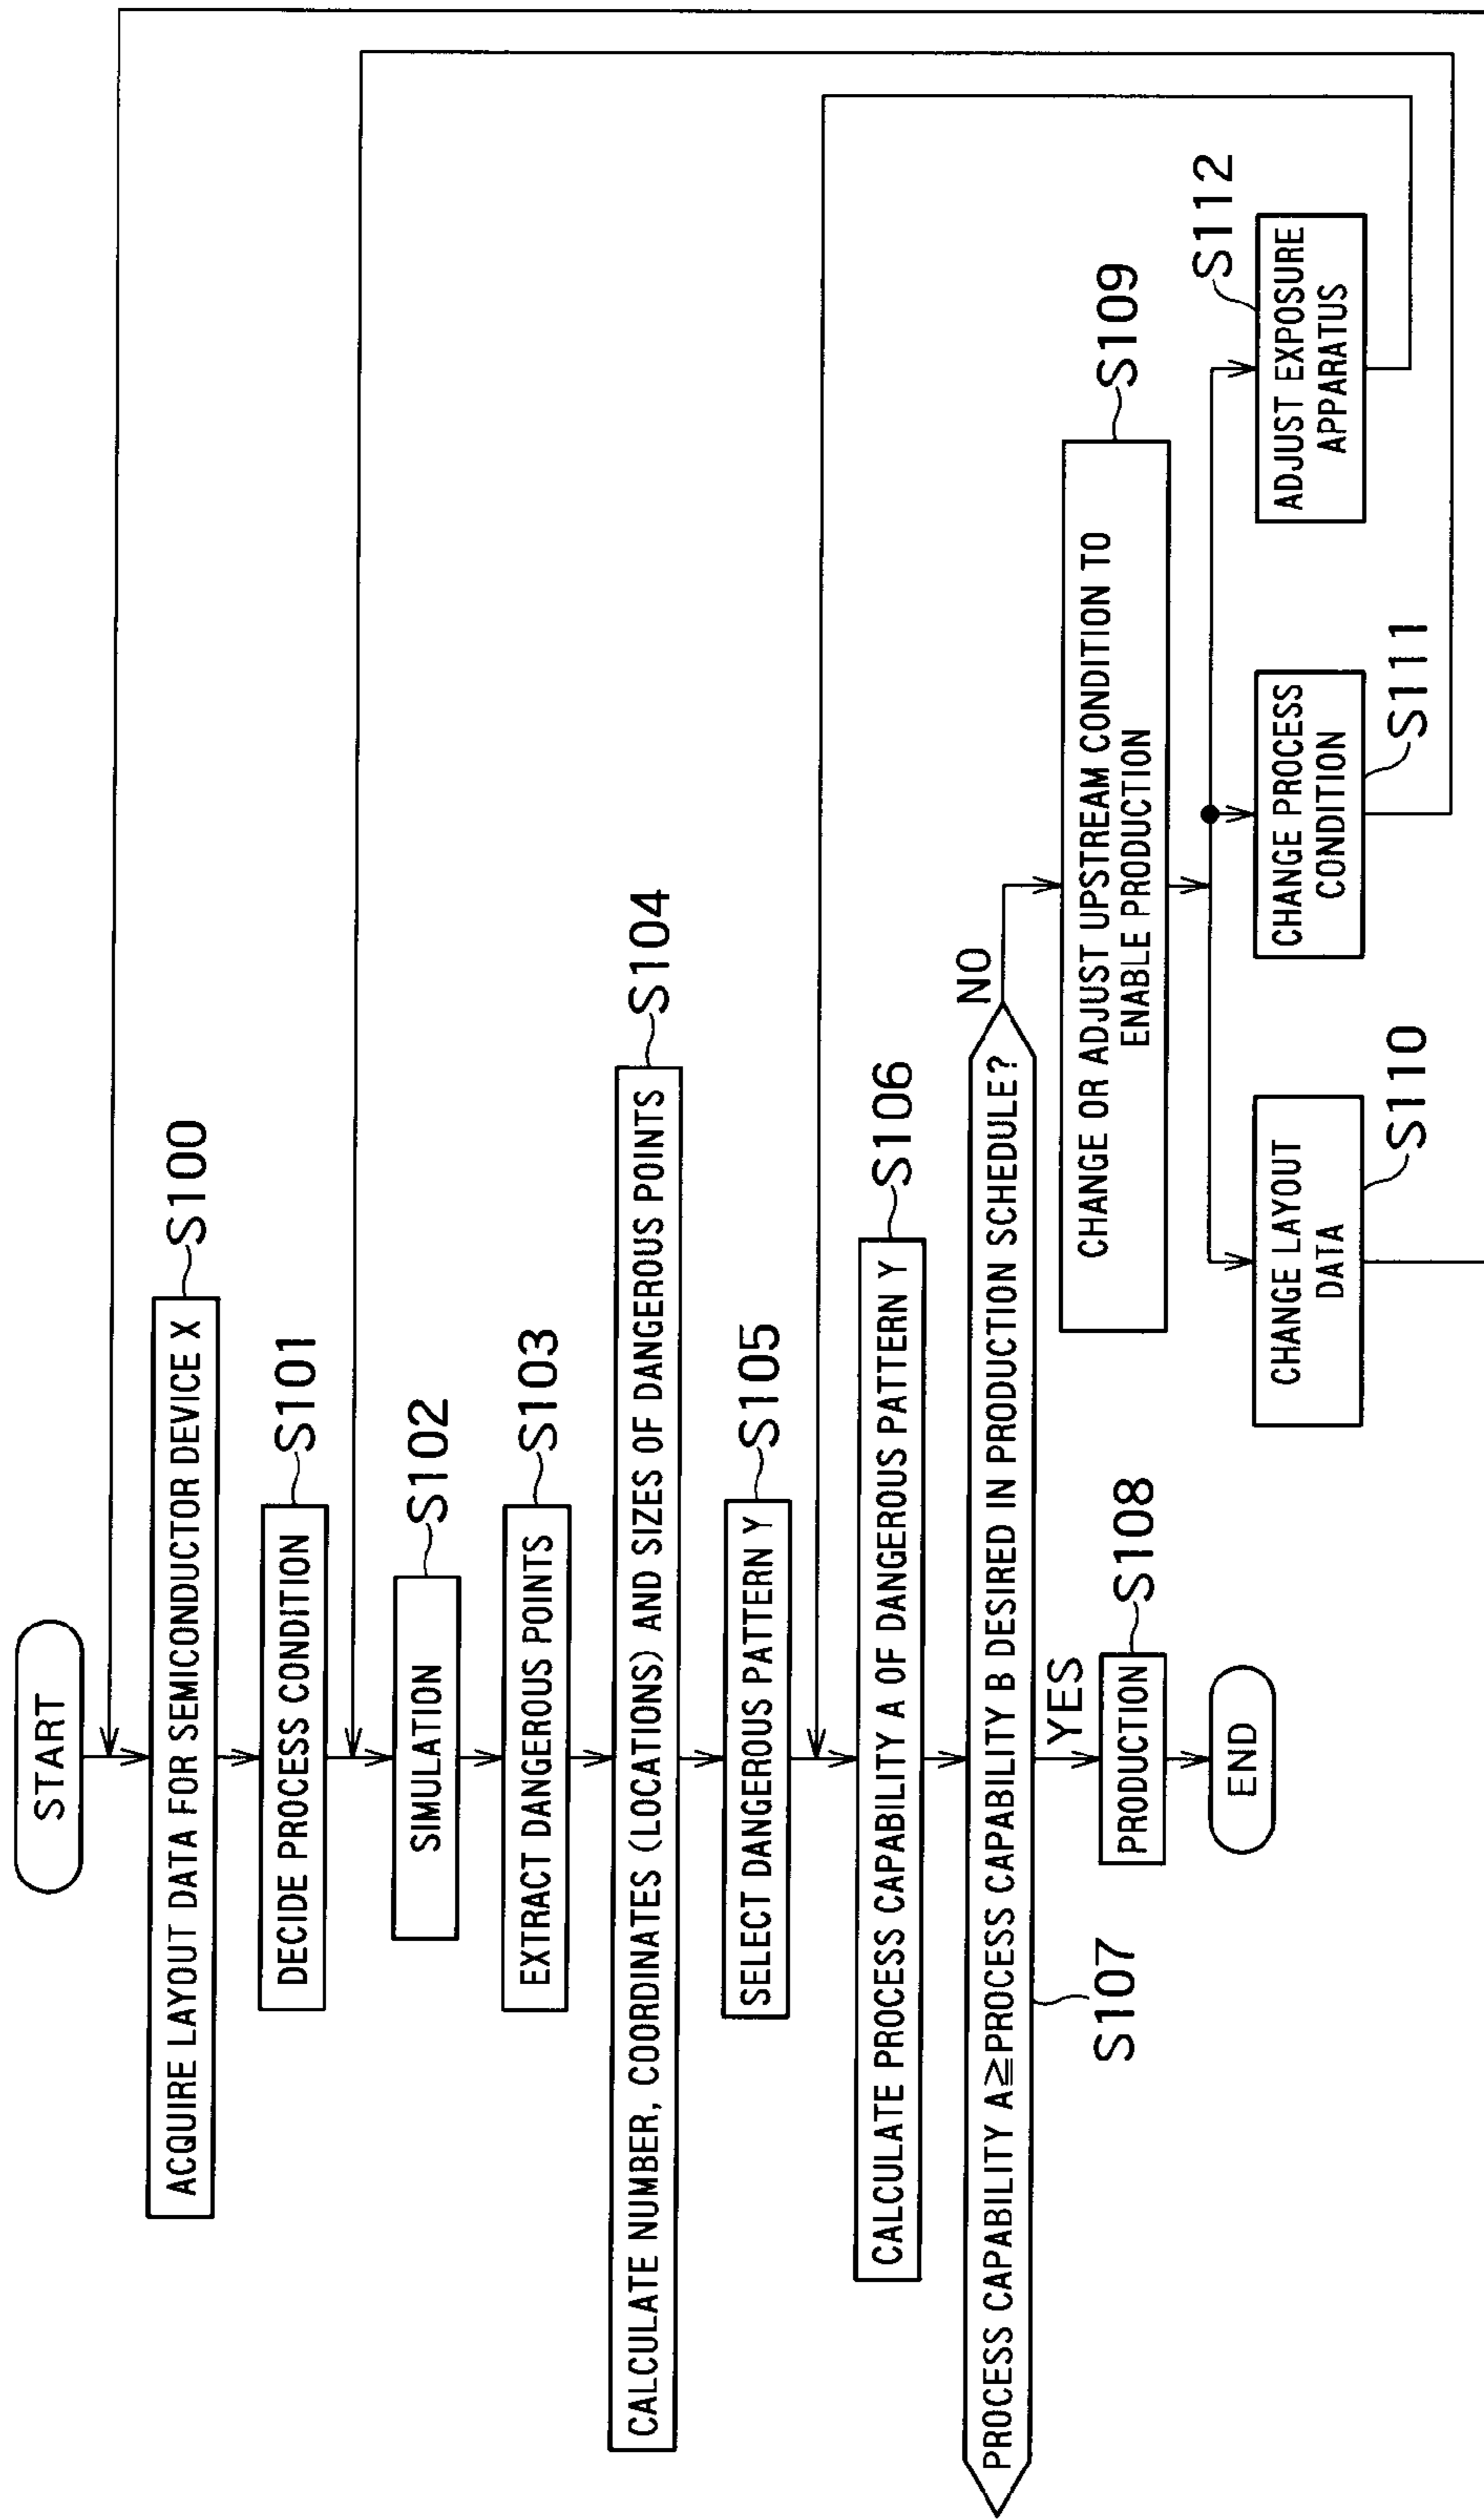 START
ACQUIRE LAYOUT DATA FOR SEMICONDUCTOR DEVICE X
S100
DECIDE PROCESS CONDITION
S101
SIMULATION
S102
EXTRACT DANGEROUS POINTS
S103
CALCULATE NUMBER, COORDINATES (LOCATIONS) AND SIZES OF DANGEROUS POINTS
S104
SELECT DANGEROUS PATTERN Y
S105
CALCULATE PROCESS CAPABILITY A OF DANGEROUS PATTERN Y
S106
PROCESS CAPABILITY A≧PROCESS CAPABILITY B DESIRED IN PRODUCTION SCHEDULE?
S107
NO
YES
PRODUCTION
S108
END
CHANGE OR ADJUST UPSTREAM CONDITION TO
ENABLE PRODUCTION
S109
CHANGE LAYOUT
DATA
S110
CHANGE PROCESS
CONDITION
S111
ADJUST EXPOSURE
APPARATUS
S112